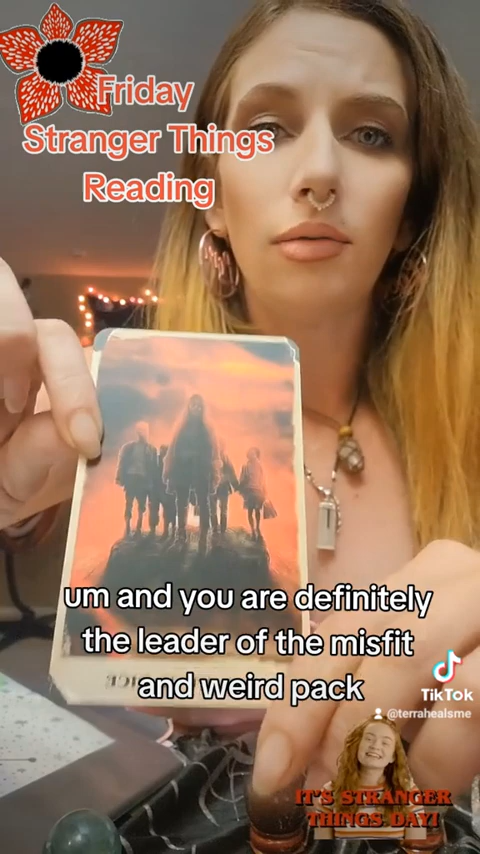 Friday
Stranger Things
Reading
um and you are definitely
the leader of the misfit
and weird pack
TikTok
@terrahealsme
IT'S STRANGER
THINGS DAY!